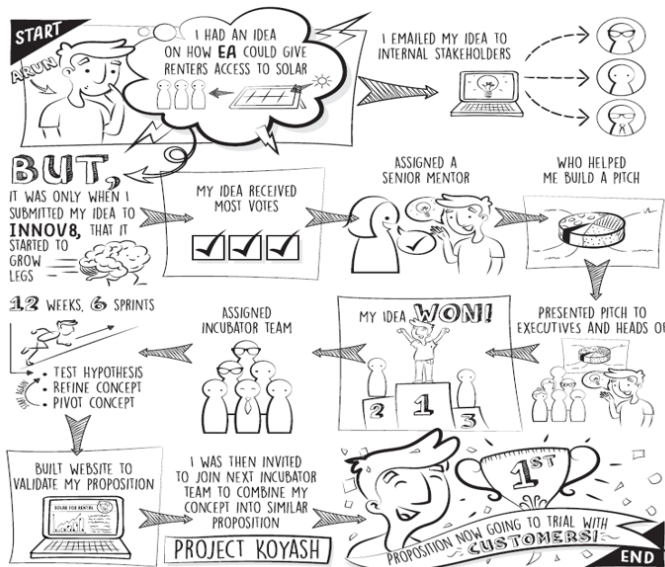 START
ARUN
I HAD AN IDEA
ON HOW EA COULD GIVE
RENTERS ACCESS TO SOLAR
I EMAILED MY IDEA TO
INTERNAL STAKEHOLDERS
BUT,
IT WAS ONLY WHEN I
SUBMITTED MY IDEA TO
INNOV8, THAT IT
STARTED TO
GROW
LEGS
MY IDEA RECEIVED
MOST VOTES
ASSIGNED A
SENIOR MENTOR
WHO HELPED
ME BUILD A PITCH
PRESENTED PITCH TO
EXECUTIVES AND HEADS OF
MY IDEA WON!
2 1 3
ASSIGNED
INCUBATOR TEAM
12 WEEKS, 6 SPRINTS
• TEST HYPOTHESIS
• REFINE CONCEPT
• PIVOT CONCEPT
BUILT WEBSITE TO
VALIDATE MY PROPOSITION
SOLAR FOR RENTAL
I WAS THEN INVITED
TO JOIN NEXT INCUBATOR
TEAM TO COMBINE MY
CONCEPT INTO SIMILAR
PROPOSITION
PROJECT KOYASH
1ST
PROPOSITION NOW GOING TO TRIAL WITH
CUSTOMERS!
END